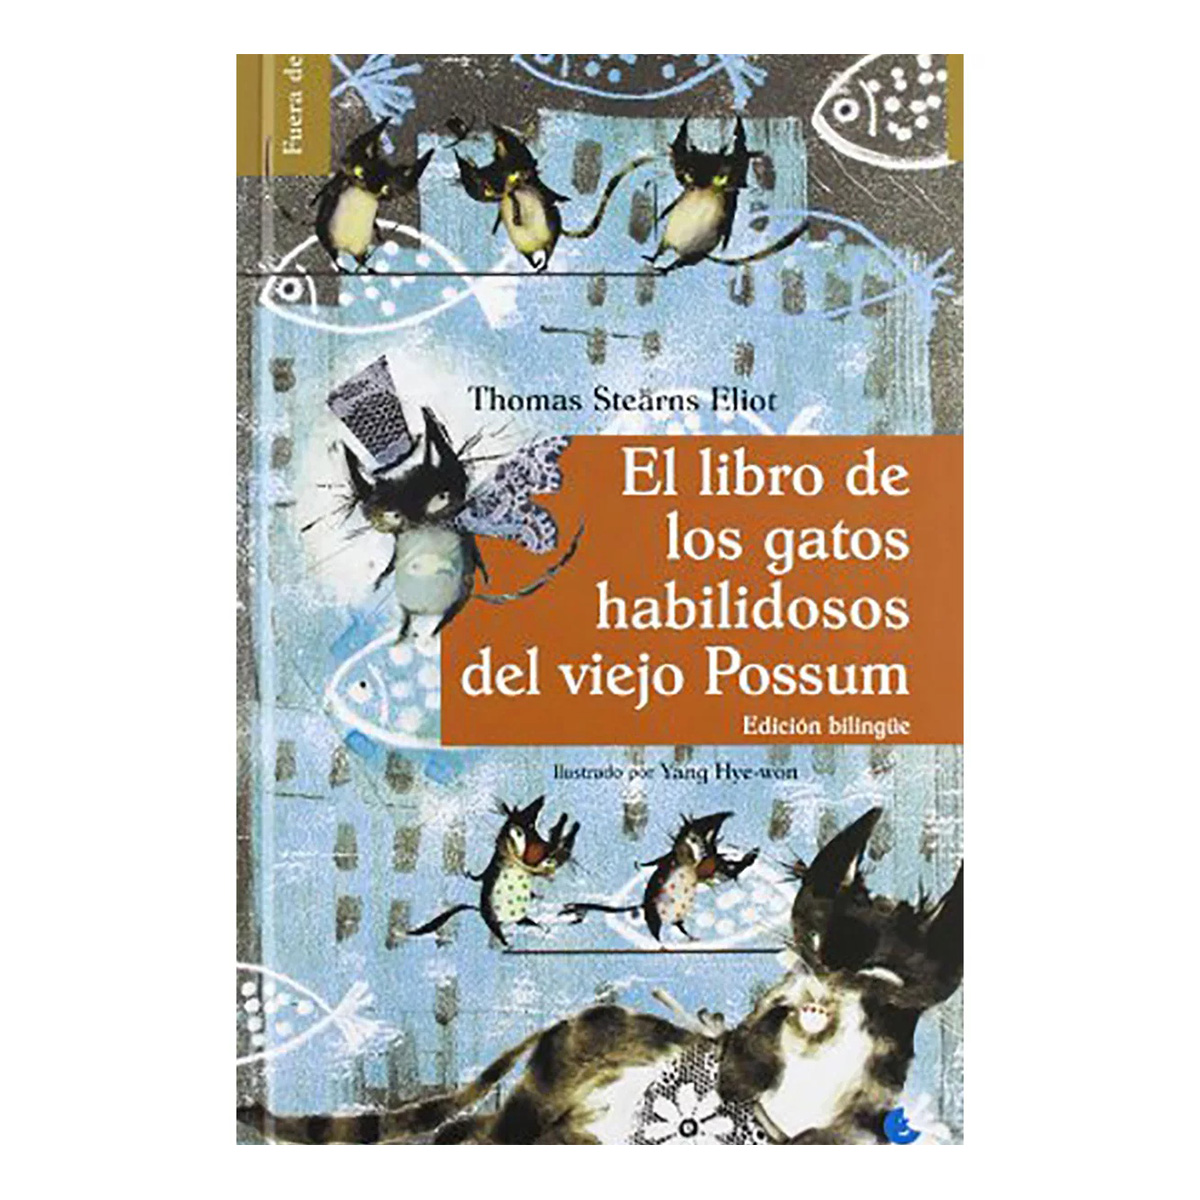 Fuera de
Thomas Stearns Eliot
El libro de
los gatos
habilidosos
del viejo Possum
Edición bilingüe
Ilustrado por Yang Hye-won